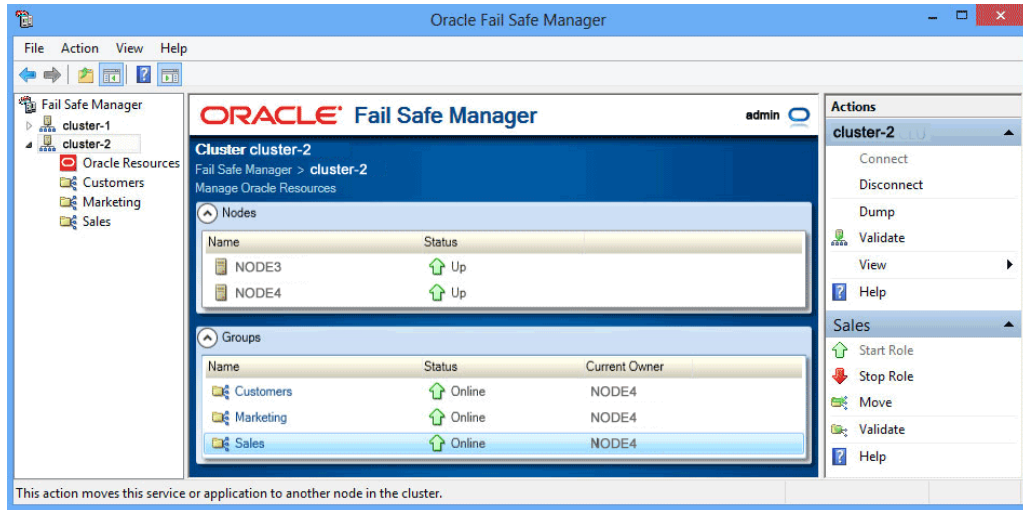 Oracle Fail Safe Manager
File Action View Help
Fail Safe Manager
cluster-1
cluster-2
Oracle Resources
Customers
Marketing
Sales
ORACLE Fail Safe Manager admin
Cluster cluster-2
Fail Safe Manager > cluster-2
Manage Oracle Resources
Nodes
Name Status
NODE3 Up
NODE4 Up
Groups
Name Status Current Owner
Customers Online NODE4
Marketing Online NODE4
Sales Online NODE4
Actions
cluster-2
Connect
Disconnect
Dump
Validate
View
Help
Sales
Start Role
Stop Role
Move
Validate
Help
This action moves this service or application to another node in the cluster.